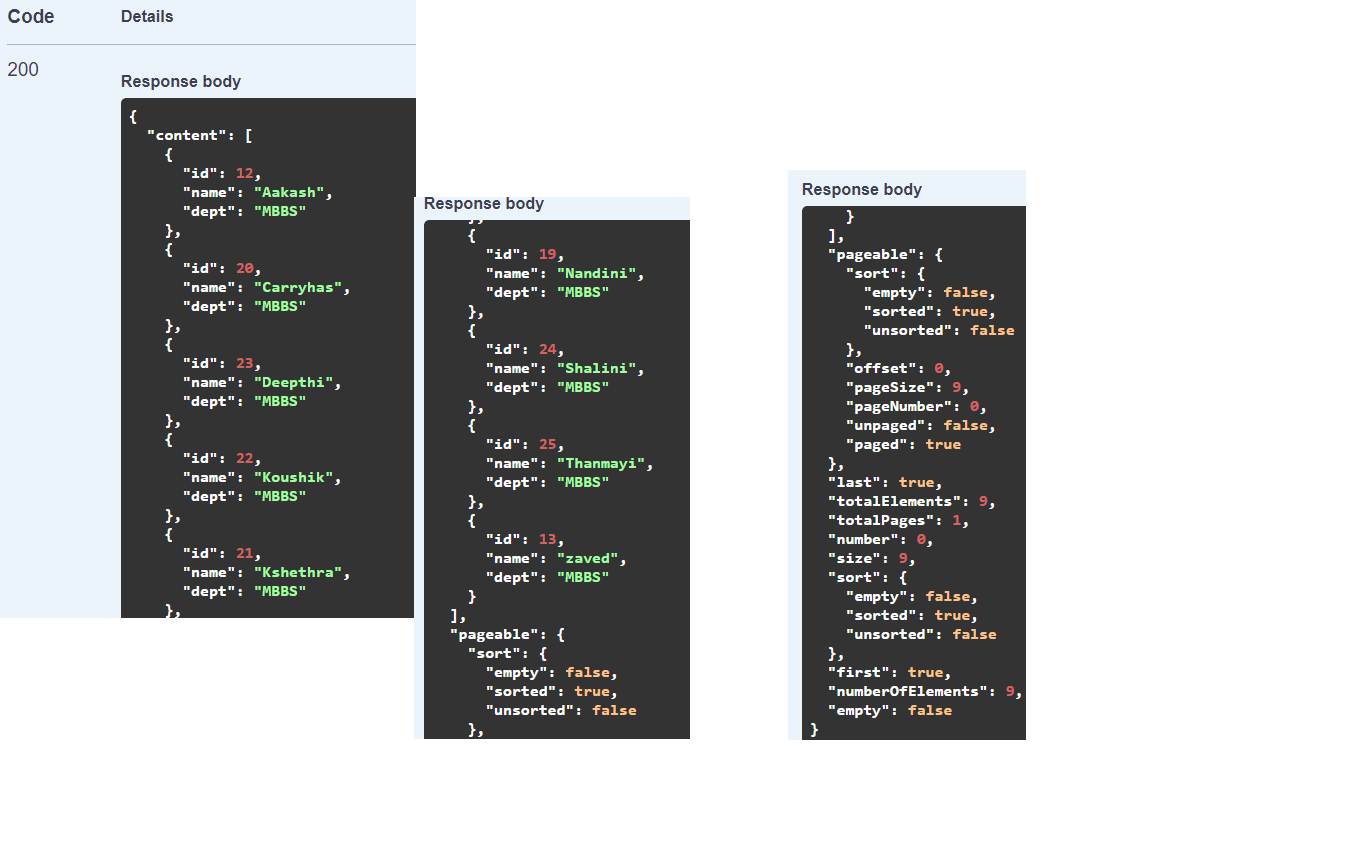 Code Details
200
Response body
{
  "content": [
    {
      "id": 12,
      "name": "Aakash",
      "dept": "MBBS"
    },
    {
      "id": 20,
      "name": "Carryhas",
      "dept": "MBBS"
    },
    {
      "id": 23,
      "name": "Deepthi",
      "dept": "MBBS"
    },
    {
      "id": 22,
      "name": "Koushik",
      "dept": "MBBS"
    },
    {
      "id": 21,
      "name": "Kshethra",
      "dept": "MBBS"
    },
Response body
    },
    {
      "id": 19,
      "name": "Nandini",
      "dept": "MBBS"
    },
    {
      "id": 24,
      "name": "Shalini",
      "dept": "MBBS"
    },
    {
      "id": 25,
      "name": "Thanmayi",
      "dept": "MBBS"
    },
    {
      "id": 13,
      "name": "zaved",
      "dept": "MBBS"
    }
  ],
  "pageable": {
    "sort": {
      "empty": false,
      "sorted": true,
      "unsorted": false
    },
Response body
    }
  ],
  "pageable": {
    "sort": {
      "empty": false,
      "sorted": true,
      "unsorted": false
    },
    "offset": 0,
    "pageSize": 9,
    "pageNumber": 0,
    "unpaged": false,
    "paged": true
  },
  "last": true,
  "totalElements": 9,
  "totalPages": 1,
  "number": 0,
  "size": 9,
  "sort": {
    "empty": false,
    "sorted": true,
    "unsorted": false
  },
  "first": true,
  "numberOfElements": 9,
  "empty": false
}